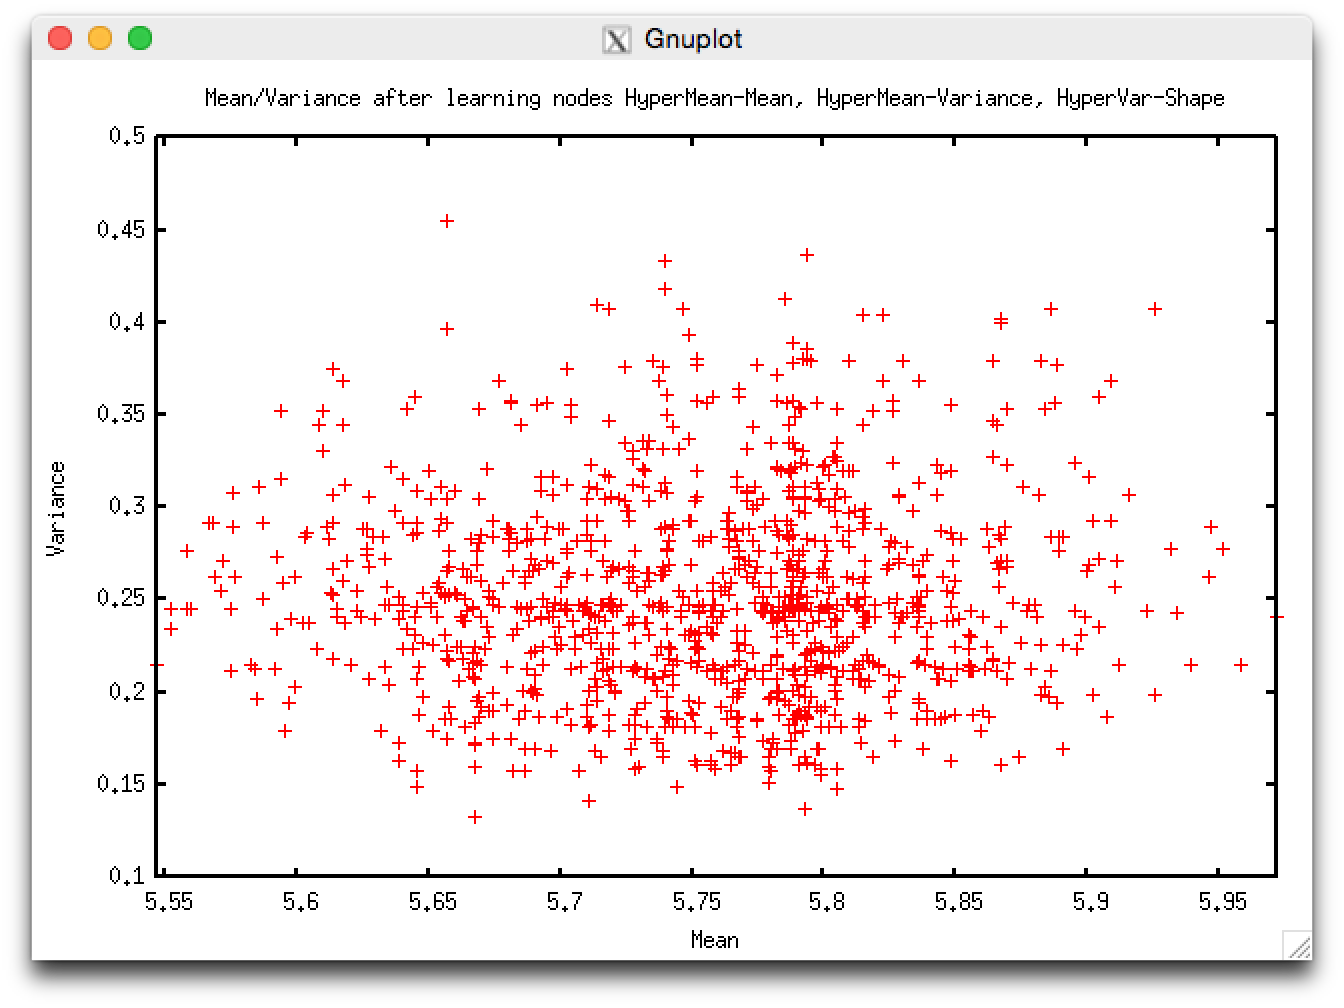 Gnuplot
Mean/Variance after learning nodes HyperMean-Mean, HyperMean-Variance, HyperVar-Shape
0.5
0.45
0.4
0.35
0.3
0.25
0.2
0.15
0.1
Variance
5.55 5.6 5.65 5.7 5.75 5.8 5.85 5.9 5.95
Mean